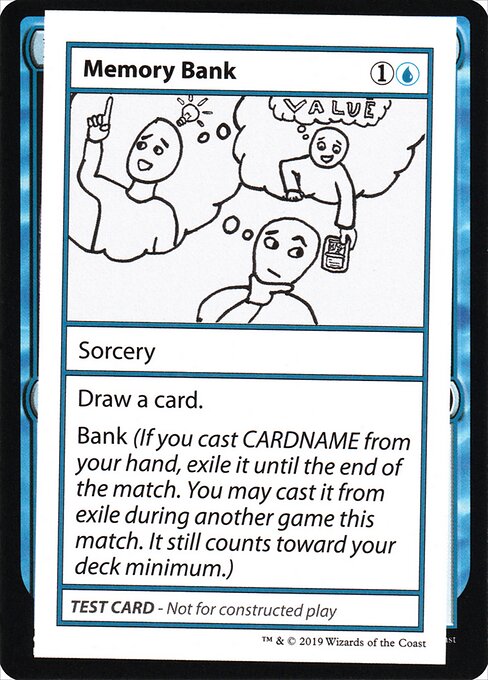 Memory Bank 1
VALUE
Sorcery
Draw a card.
Bank (If you cast CARDNAME from
your hand, exile it until the end of
the match. You may cast it from
exile during another game this
match. It still counts toward your
deck minimum.)
TEST CARD - Not for constructed play
™ & © 2019 Wizards of the Coast